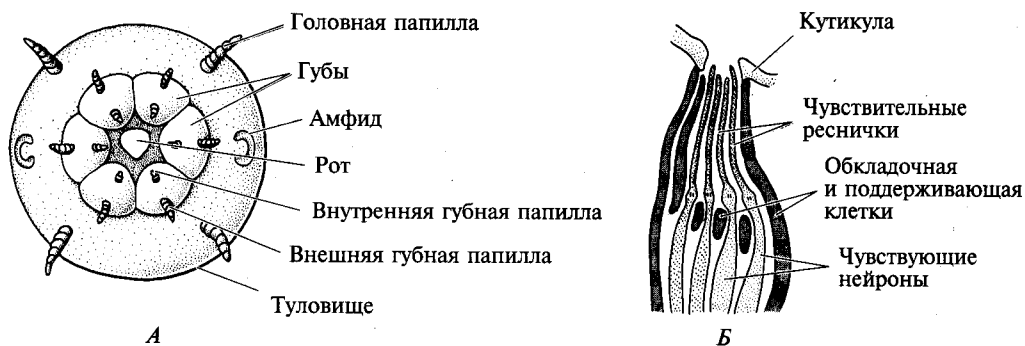 Головная папилла
Губы
Амфид
Рот
Внутренняя губная папилла
Внешняя губная папилла
Туловище
А
Кутикула
Чувствительные
реснички
Обкладочная
и поддерживающая
клетки
Чувствующие
нейроны
Б